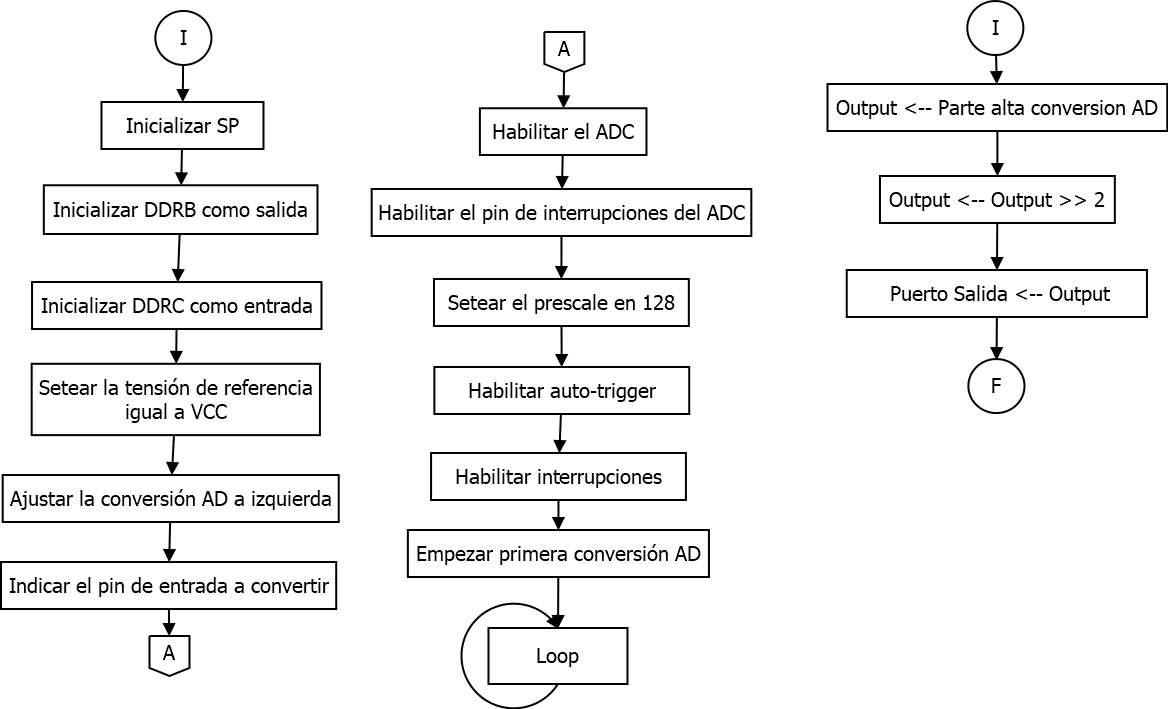 I
Inicializar SP
Inicializar DDRB como salida
Inicializar DDRC como entrada
Setear la tensión de referencia
igual a VCC
Ajustar la conversión AD a izquierda
Indicar el pin de entrada a convertir
A
A
Habilitar el ADC
Habilitar el pin de interrupciones del ADC
Setear el prescale en 128
Habilitar auto-trigger
Habilitar interrupciones
Empezar primera conversión AD
Loop
I
Output <-- Parte alta conversion AD
Output <-- Output >> 2
Puerto Salida <-- Output
F